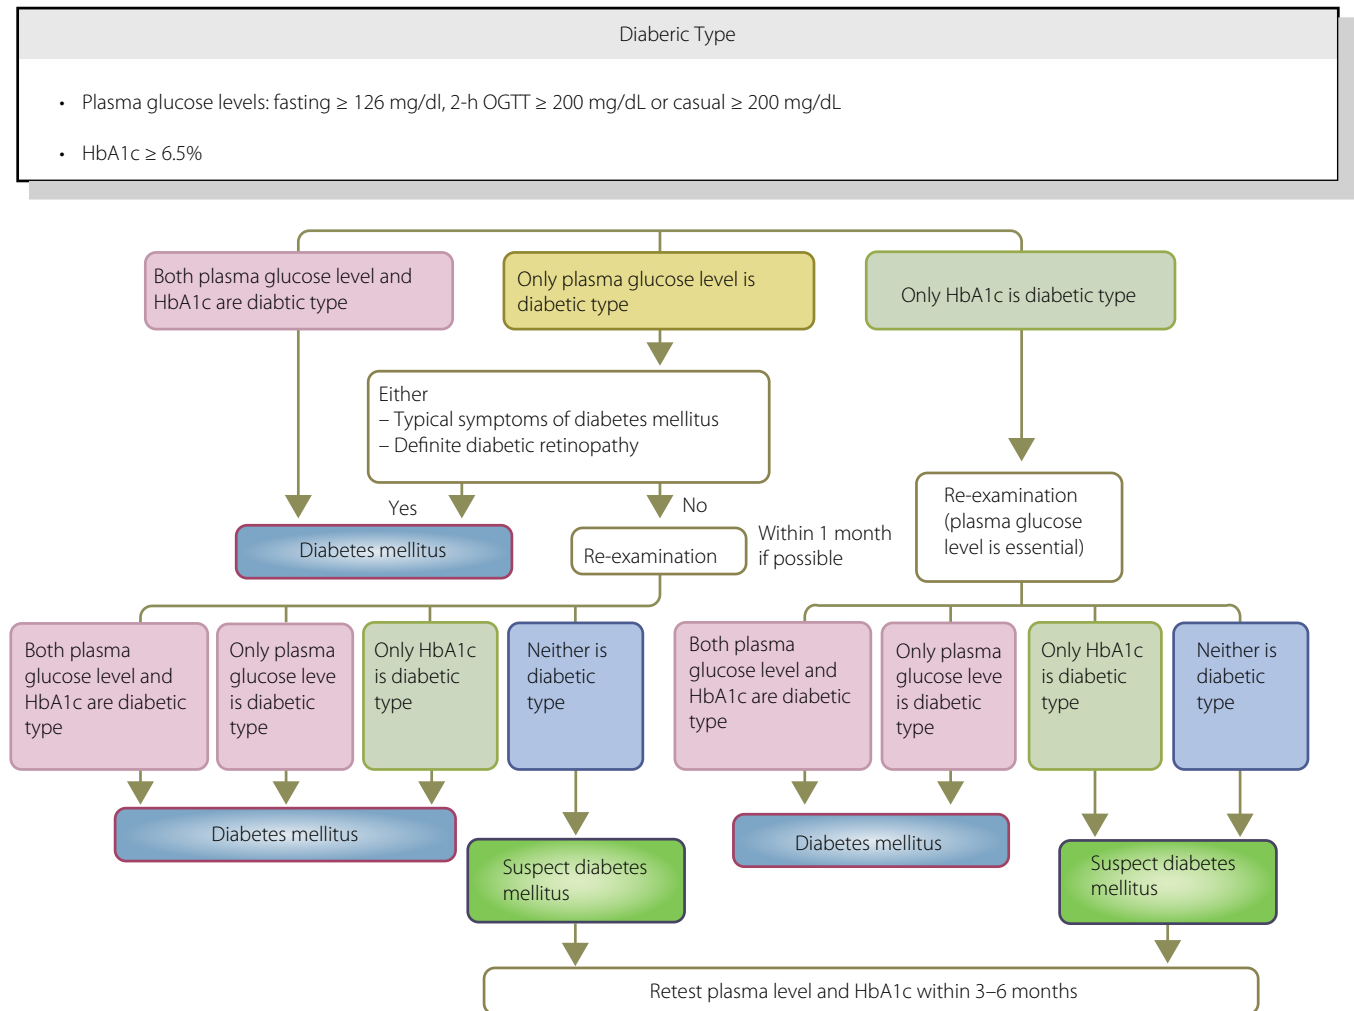 Diaberic Type
• Plasma glucose levels: fasting ≥ 126 mg/dl, 2-h OGTT ≥ 200 mg/dL or casual ≥ 200 mg/dL
• HbA1c ≥ 6.5%
Both plasma glucose level and
HbA1c are diabtic type
Only plasma glucose level is
diabetic type
Only HbA1c is diabetic type
Either
– Typical symptoms of diabetes mellitus
– Definite diabetic retinopathy
Yes
No
Diabetes mellitus
Re-examination
Within 1 month
if possible
Re-examination
(plasma glucose
level is essential)
Both plasma
glucose level and
HbA1c are diabetic
type
Only plasma
glucose leve
is diabetic
type
Only HbA1c
is diabetic
type
Neither is
diabetic
type
Both plasma
glucose level and
HbA1c are diabetic
type
Only plasma
glucose leve
is diabetic
type
Only HbA1c
is diabetic
type
Neither is
diabetic
type
Diabetes mellitus
Suspect diabetes
mellitus
Diabetes mellitus
Suspect diabetes
mellitus
Retest plasma level and HbA1c within 3–6 months